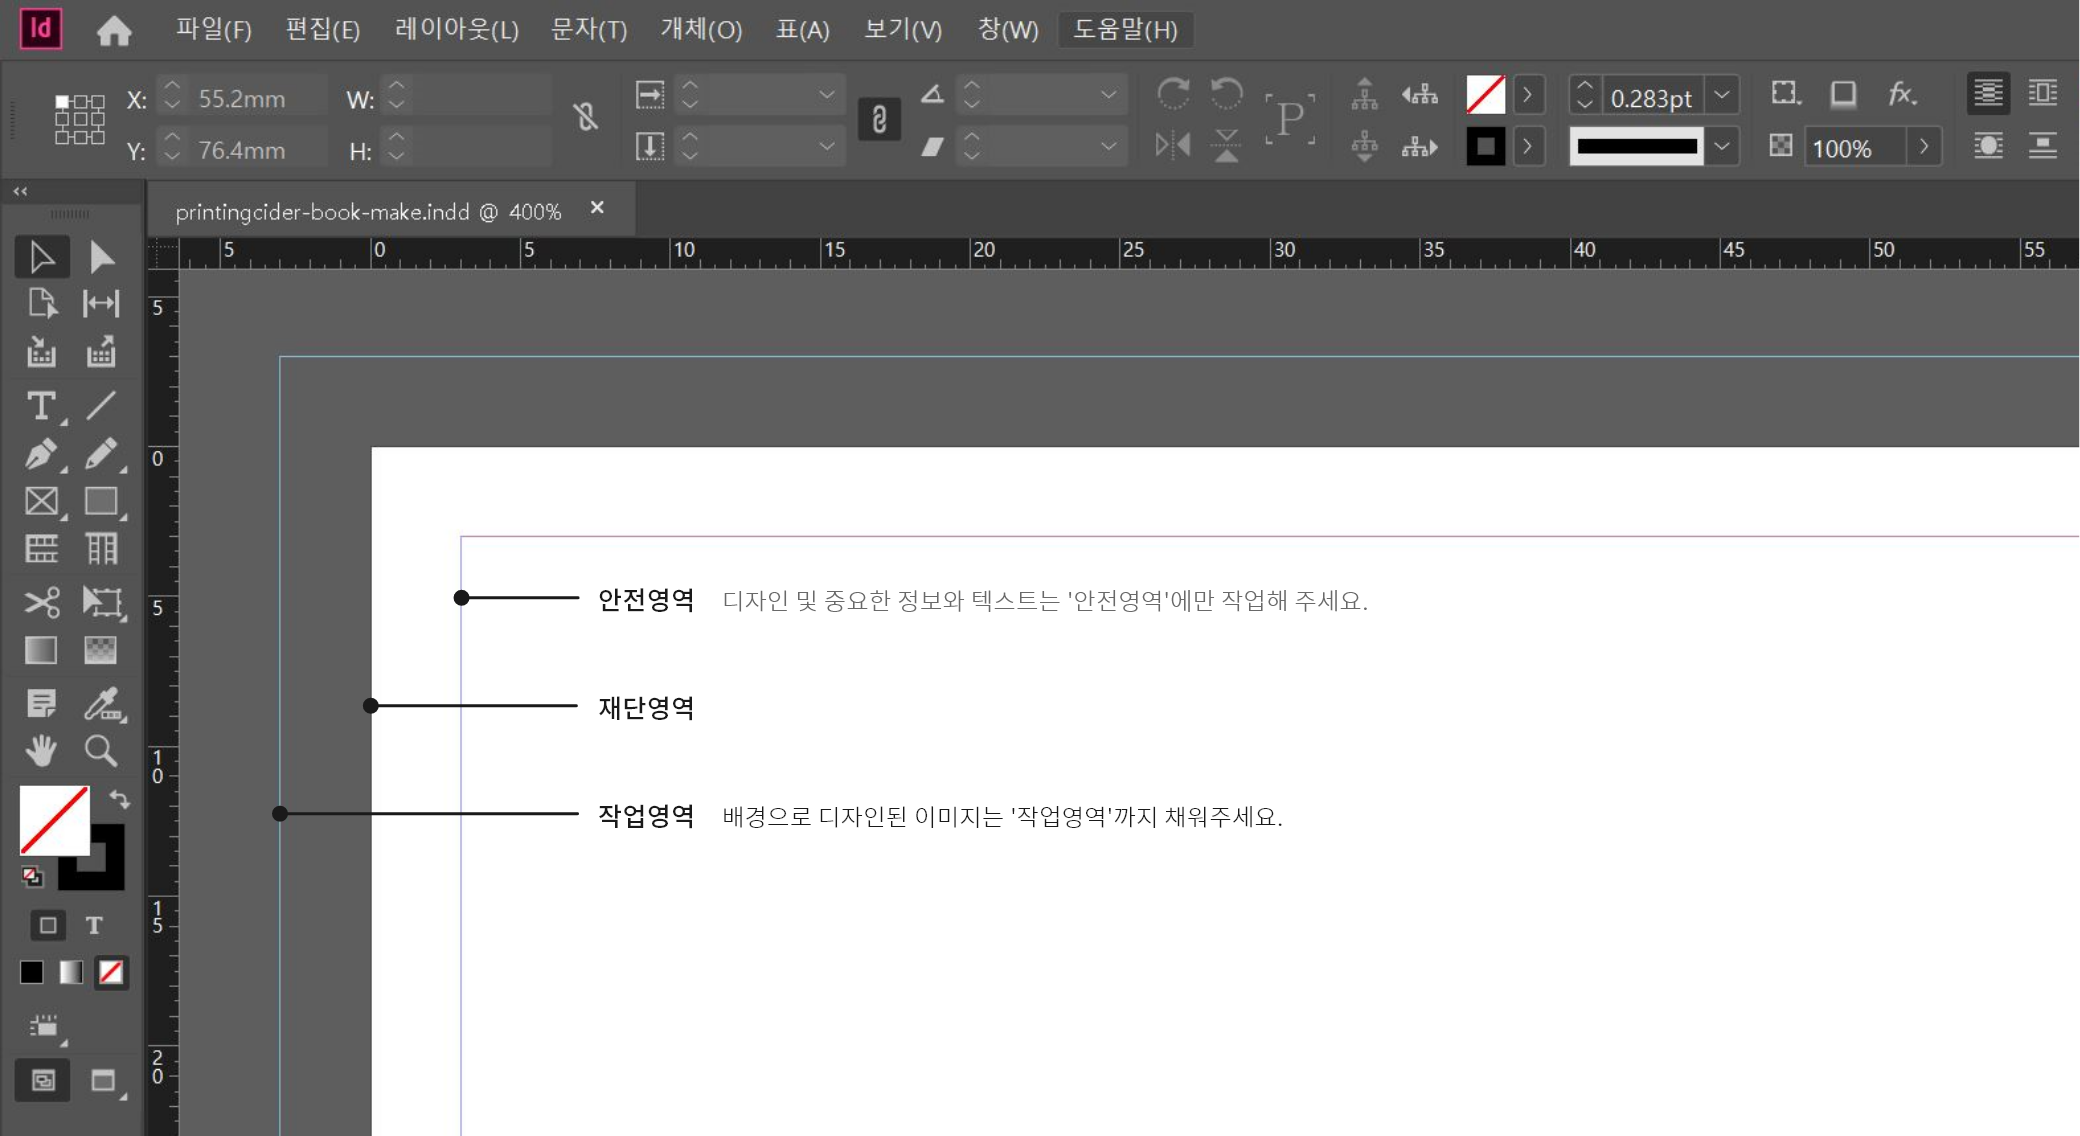 Id 파일(F) 편집(E) 레이아웃(L) 문자(T) 개체(O) 표(A) 보기(V) 창(W) 도움말(H)
X: 55.2mm W: 0.283pt fx.
Y: 76.4mm H: P 100%
printingcider-book-make.indd @ 400% ×
5 0 5 10 15 20 25 30 35 40 45 50 55
5
0
안전영역 디자인 및 중요한 정보와 텍스트는 '안전영역'에만 작업해 주세요.
5
재단영역
10
작업영역 배경으로 디자인된 이미지는 '작업영역'까지 채워주세요.
15
T
20